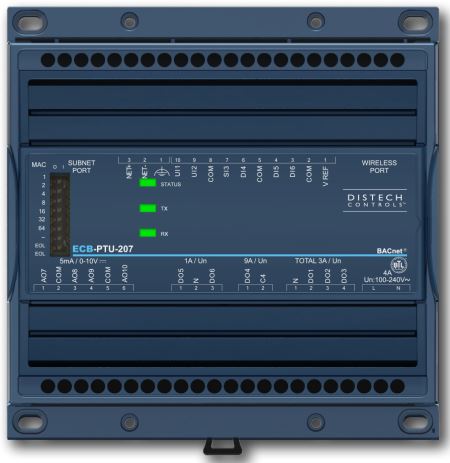 3 2 1 10 9 8 7 6 5 4 3 2 1
MAC O I SUBNET PORT
NET+ NET- UI1 UI2 COM SI3 DI4 COM DI5 DI6 COM V REF
WIRELESS PORT
1
2
4
8
16
32
64
–
EOL
EOL
STATUS
TX
RX
DISTECH
CONTROLS™
ECB-PTU-207
BACnet®
5mA / 0-10V
1A / Un
9A / Un
TOTAL 3A / Un
BTL
4A
Un:100-240V~
AO7 COM AO8 AO9 COM AO10
DO5 N DO6
DO4 C4
N DO1 DO2 DO3
1 2 3 4 5 6
1 2 3
1 2
1 2 3 4
L N